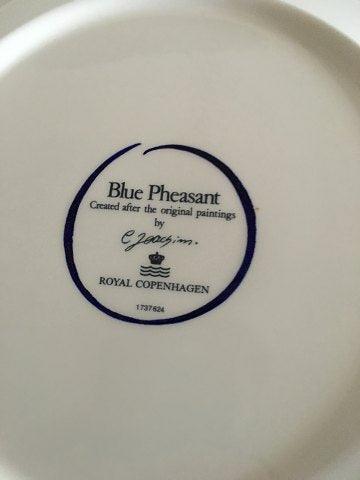 Blue Pheasant
Created after the original paintings
by
C Joachim.
ROYAL COPENHAGEN
1737624